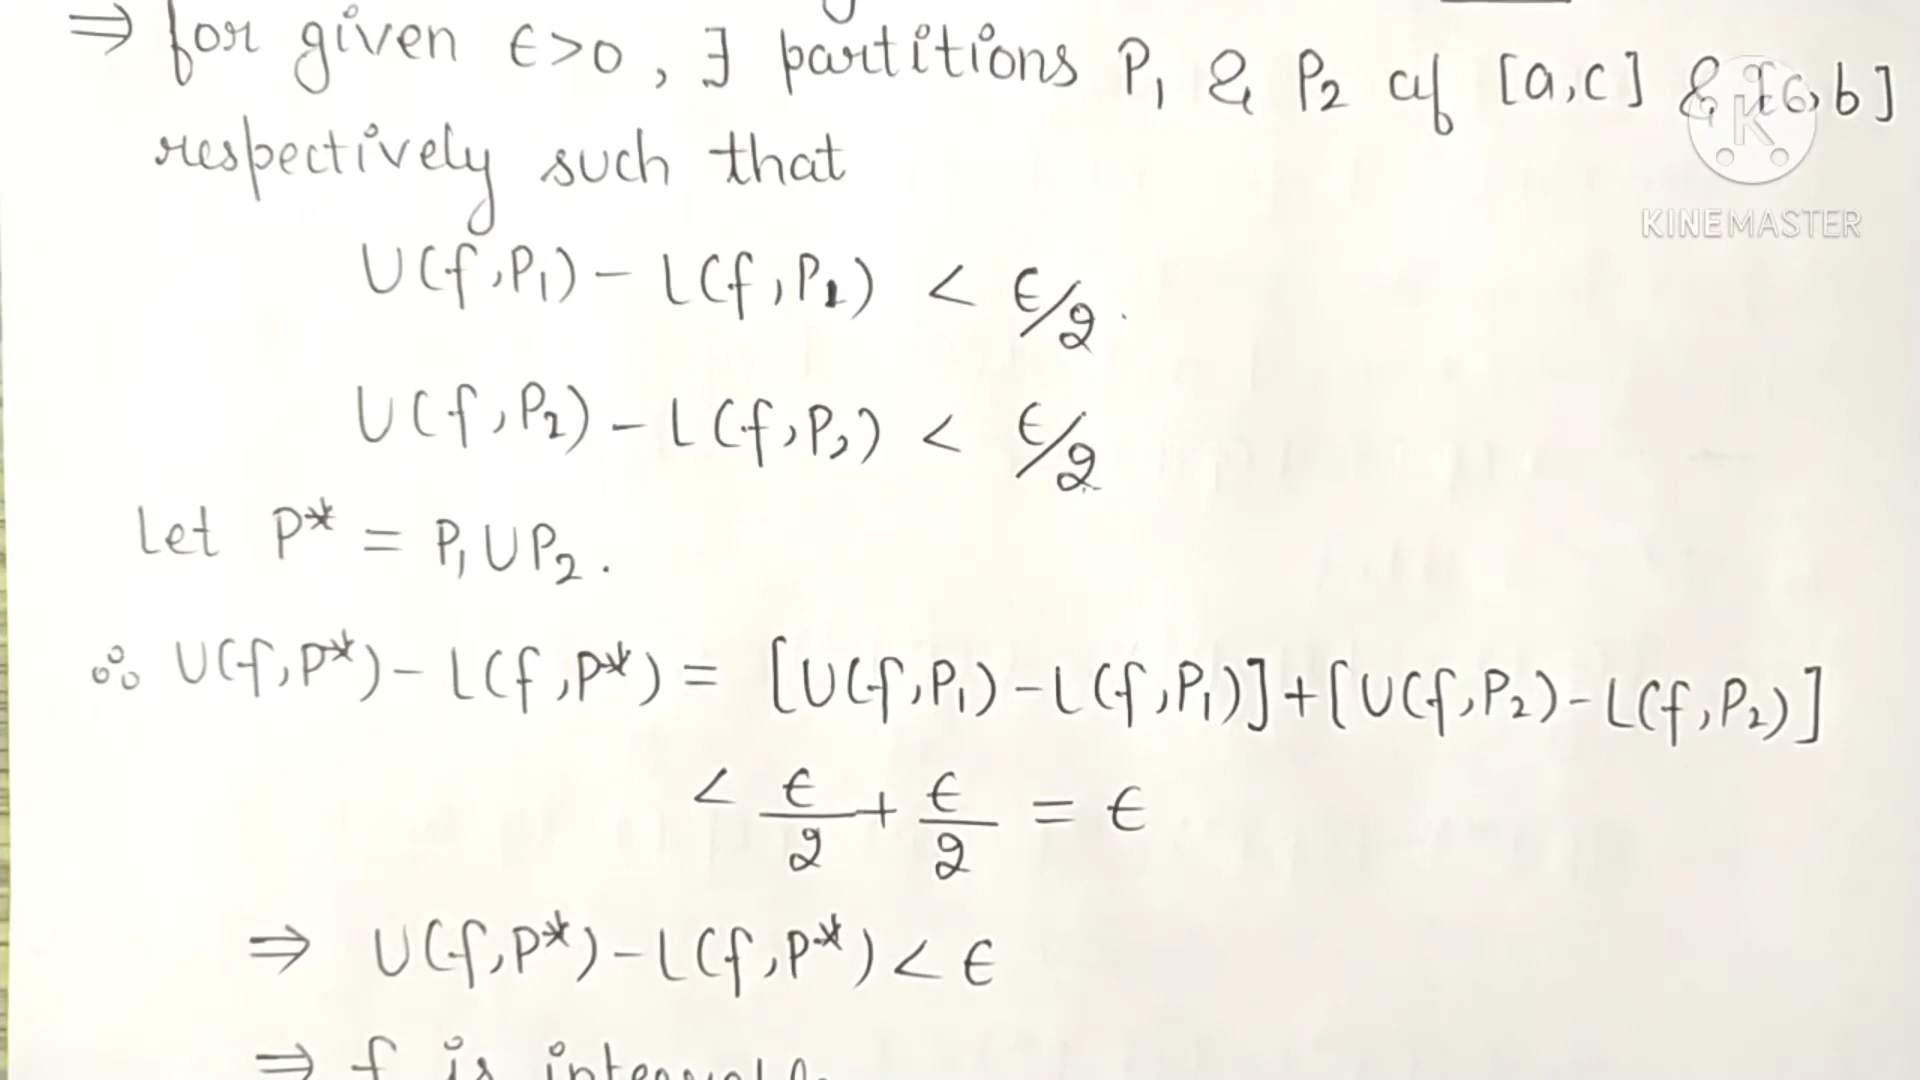 ⇒ for given ϵ>0, ∃ partitions P₁ & P₂ of [a,c] & [c,b]
respectively such that
U(f,P₁) - L(f,P₁) < ϵ/2.
U(f,P₂) - L(f,P₂) < ϵ/2
Let P* = P₁∪P₂.
∴ U(f,P*) - L(f,P*) = [U(f,P₁) - L(f,P₁)] + [U(f,P₂) - L(f,P₂)]
< ϵ/2 + ϵ/2 = ϵ
⇒ U(f,P*) - L(f,P*) < ϵ
⇒ f is
KINEMASTER